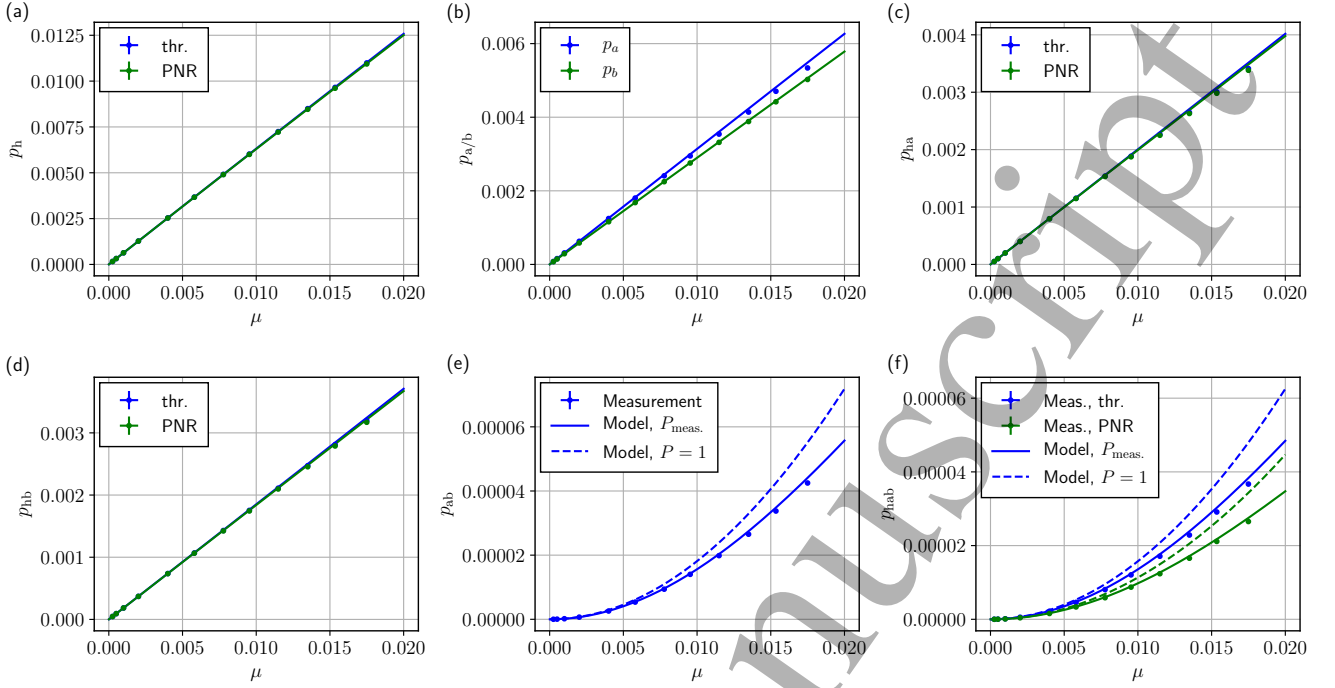 (a)
0.0125
0.0100
0.0075
0.0050
0.0025
0.0000
p_h
thr.
PNR
0.000 0.005 0.010 0.015 0.020
μ
(b)
0.006
0.004
0.002
0.000
p_a/b
p_a
p_b
0.000 0.005 0.010 0.015 0.020
μ
(c)
0.004
0.003
0.002
0.001
0.000
p_ha
thr.
PNR
0.000 0.005 0.010 0.015 0.020
μ
(d)
0.003
0.002
0.001
0.000
p_hb
thr.
PNR
0.000 0.005 0.010 0.015 0.020
μ
(e)
0.00006
0.00004
0.00002
0.00000
p_ab
Measurement
Model, P_meas.
Model, P = 1
0.000 0.005 0.010 0.015 0.020
μ
(f)
0.00006
0.00004
0.00002
0.00000
p_hab
Meas., thr.
Meas., PNR
Model, P_meas.
Model, P = 1
0.000 0.005 0.010 0.015 0.020
μ
nuscript